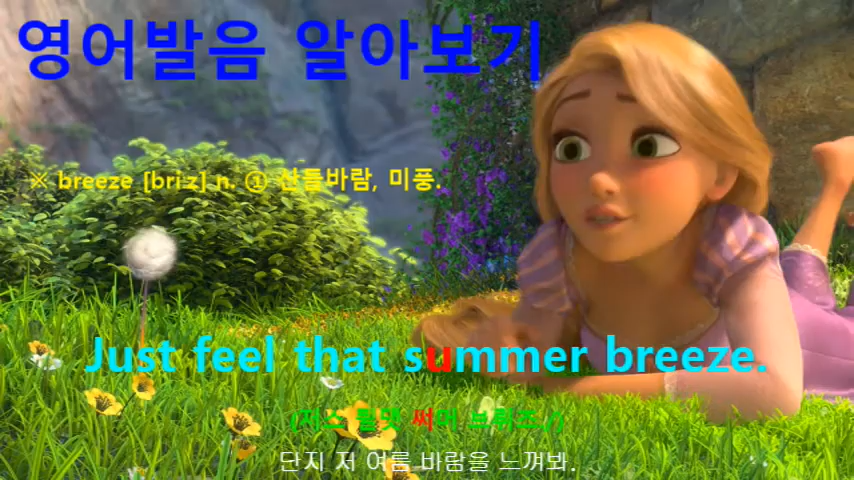 영어발음 알아보기
※ breeze [bri:z] n. ① 산들바람, 미풍.
Just feel that summer breeze.
(저스 필댓 써머 브뤼즈./)
단지 저 여름 바람을 느껴봐.